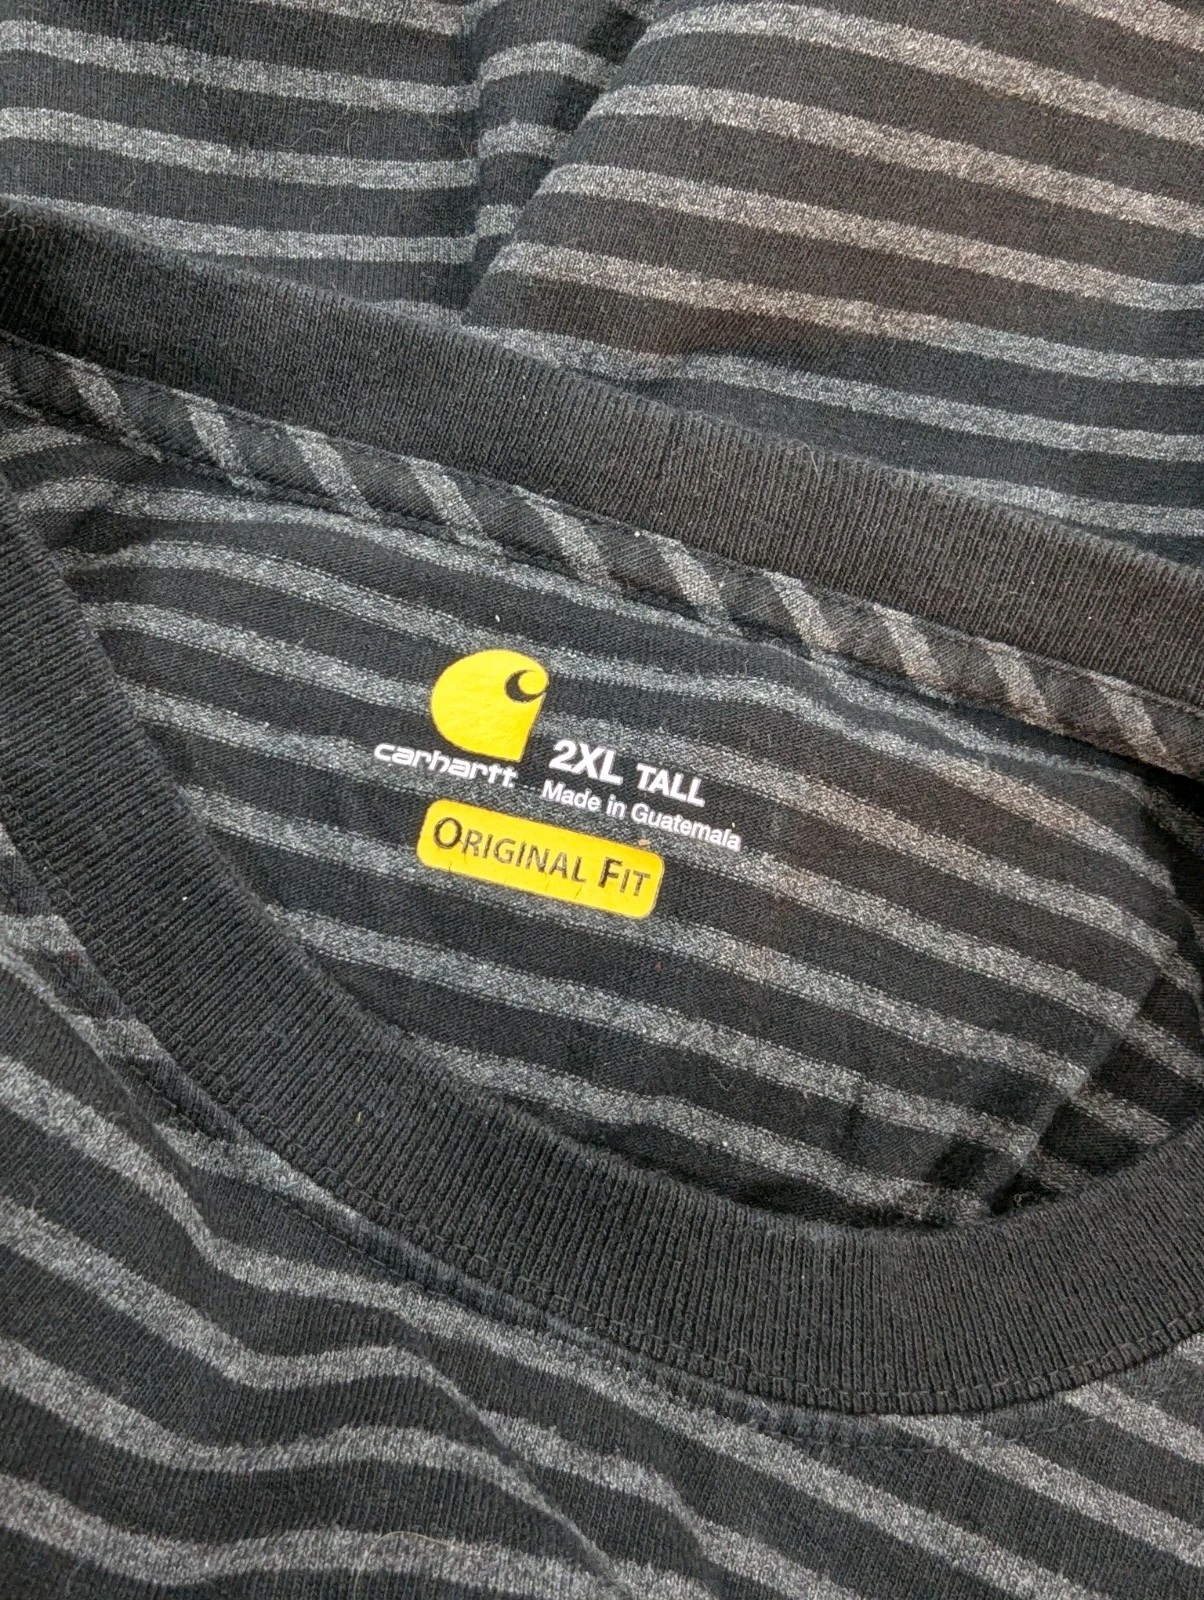 carhartt
2XL TALL
Made in Guatemala
ORIGINAL FIT